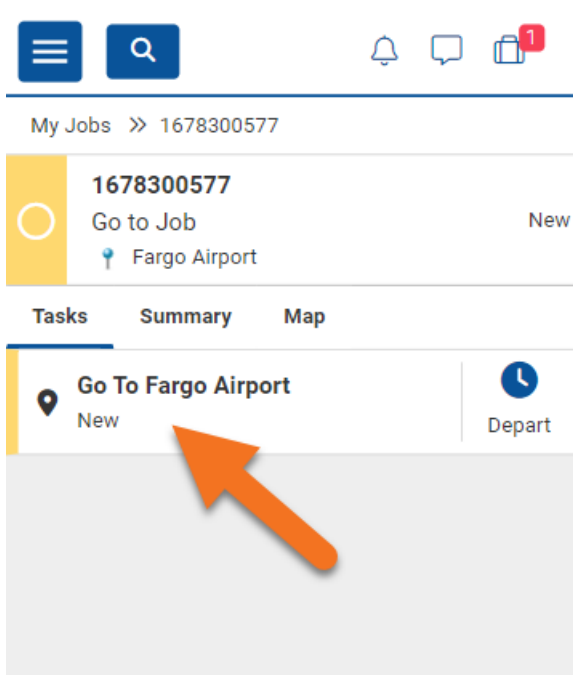 1
My Jobs >> 1678300577
1678300577
Go to Job
New
Fargo Airport
Tasks Summary Map
Go To Fargo Airport
New
Depart